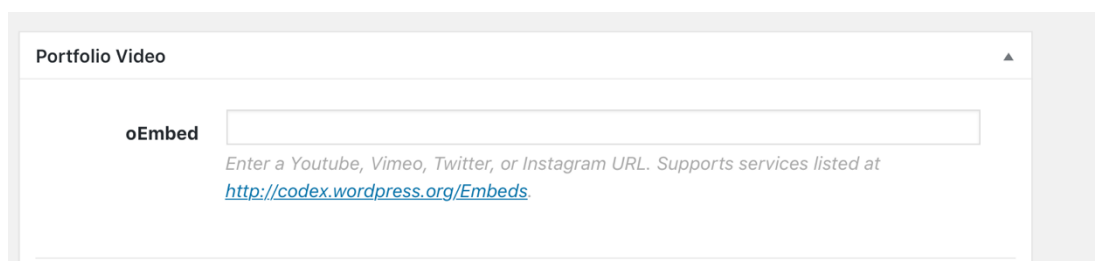 Portfolio Video
oEmbed
Enter a Youtube, Vimeo, Twitter, or Instagram URL. Supports services listed at
http://codex.wordpress.org/Embeds.